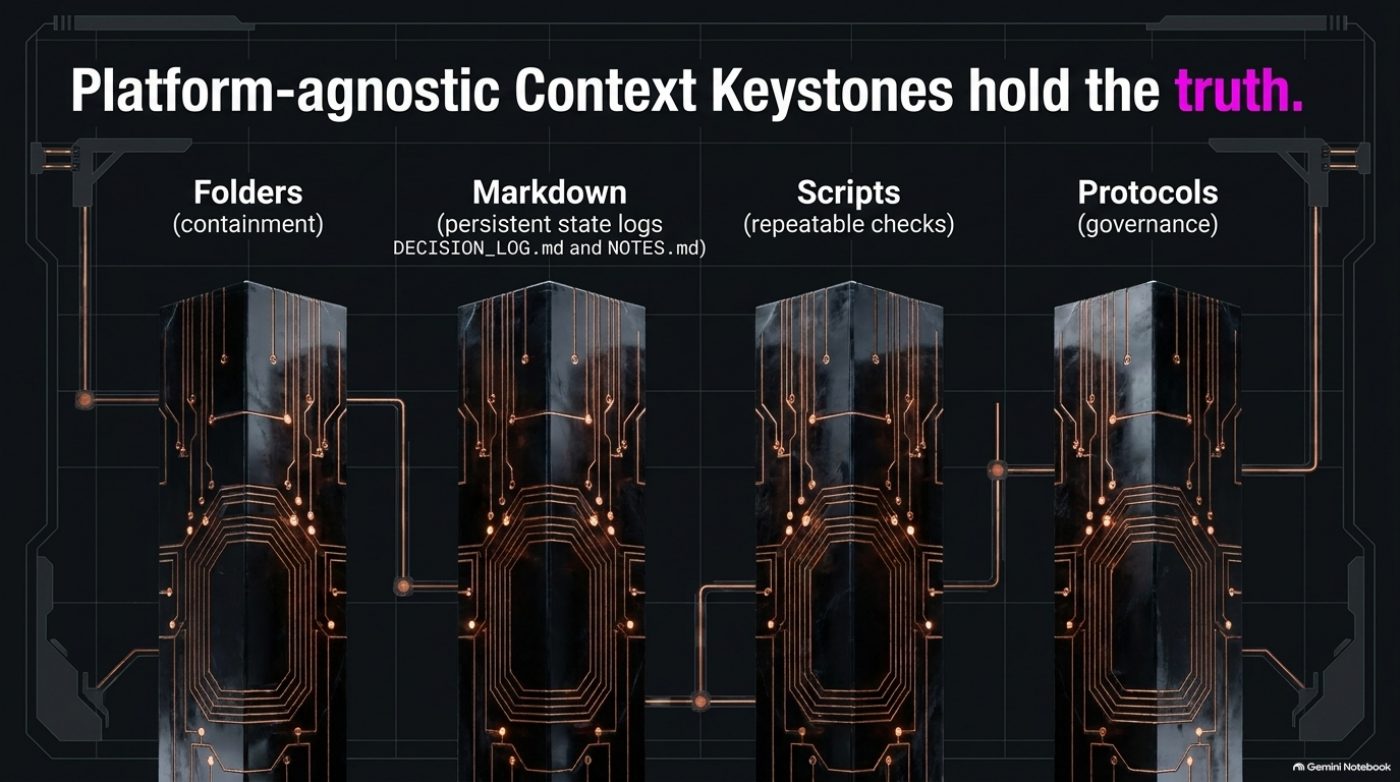 Platform-agnostic Context Keystones hold the truth.
Folders
(containment)
Markdown
(persistent state logs
DECISION_LOG.md and NOTES.md)
Scripts
(repeatable checks)
Protocols
(governance)
Gemini Notebook